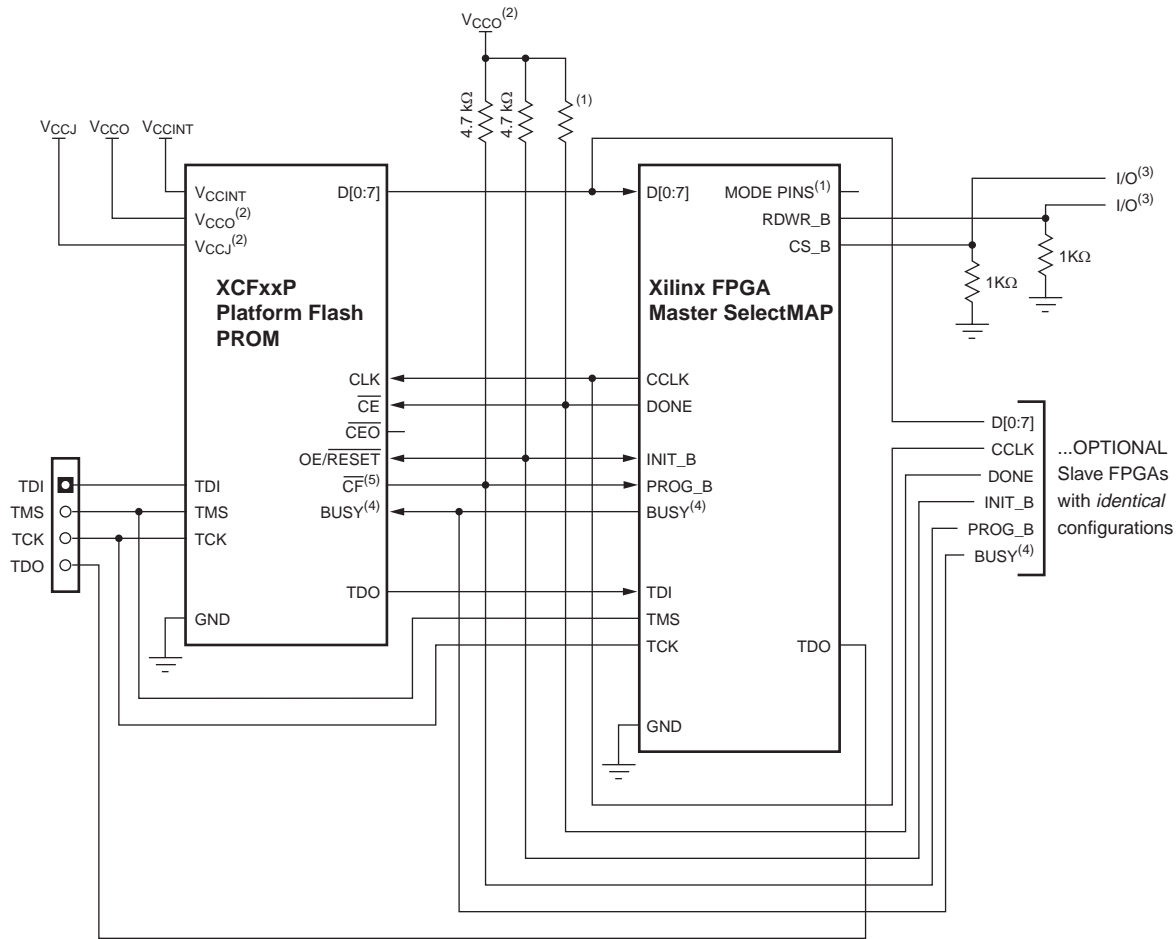 VCCO(2)
4.7 kΩ
4.7 kΩ
(1)
VCCJ VCCO VCCINT
VCCINT
VCCO(2)
VCCJ(2)
D[0:7]
XCFxxP
Platform Flash
PROM
CLK
CE
CEO
OE/RESET
CF(5)
BUSY(4)
TDI
TMS
TCK
TDO
GND
TDI
TMS
TCK
TDO
D[0:7]
MODE PINS(1)
RDWR_B
CS_B
Xilinx FPGA
Master SelectMAP
CCLK
DONE
INIT_B
PROG_B
BUSY(4)
TDI
TMS
TCK
TDO
GND
I/O(3)
I/O(3)
1KΩ
1KΩ
D[0:7]
CCLK
DONE
INIT_B
PROG_B
BUSY(4)
...OPTIONAL
Slave FPGAs
with identical
configurations